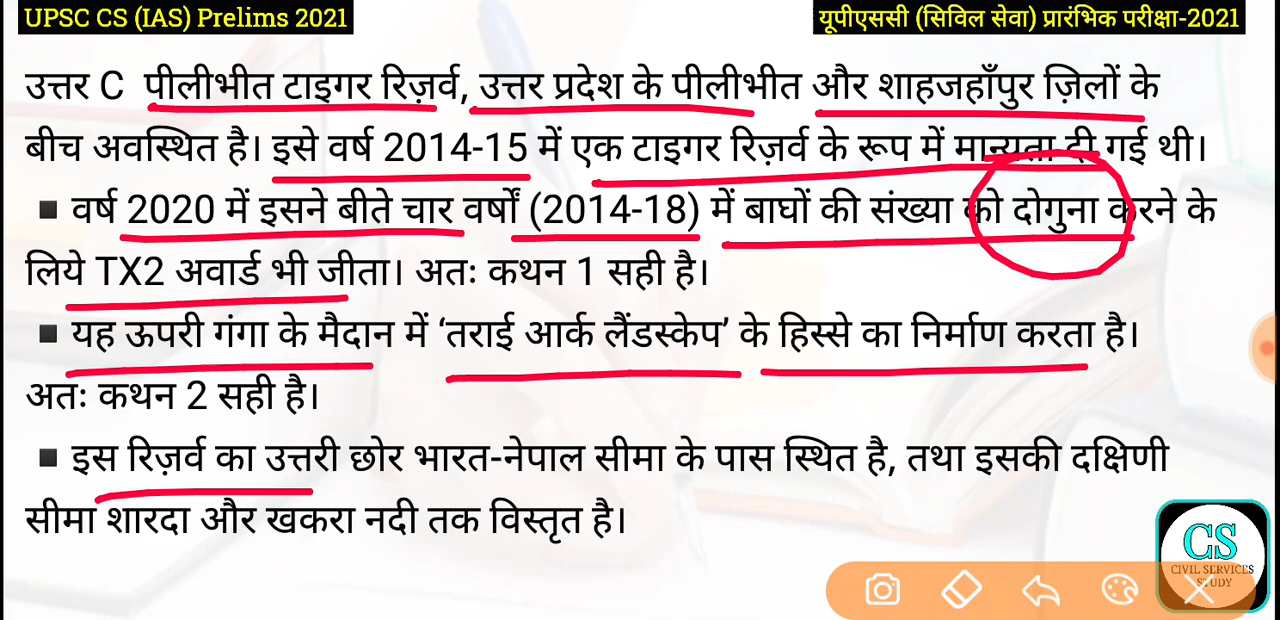 UPSC CS (IAS) Prelims 2021
यूपीएससी (सिविल सेवा) प्रारंभिक परीक्षा-2021
उत्तर C पीलीभीत टाइगर रिज़र्व, उत्तर प्रदेश के पीलीभीत और शाहजहाँपुर ज़िलों के
बीच अवस्थित है। इसे वर्ष 2014-15 में एक टाइगर रिज़र्व के रूप में मान्यता दी गई थी।
▪ वर्ष 2020 में इसने बीते चार वर्षों (2014-18) में बाघों की संख्या को दोगुना करने के
लिये TX2 अवार्ड भी जीता। अतः कथन 1 सही है।
▪ यह ऊपरी गंगा के मैदान में ‘तराई आर्क लैंडस्केप’ के हिस्से का निर्माण करता है।
अतः कथन 2 सही है।
▪ इस रिज़र्व का उत्तरी छोर भारत-नेपाल सीमा के पास स्थित है, तथा इसकी दक्षिणी
सीमा शारदा और खकरा नदी तक विस्तृत है।
CS
CIVIL SERVICES
STUDY